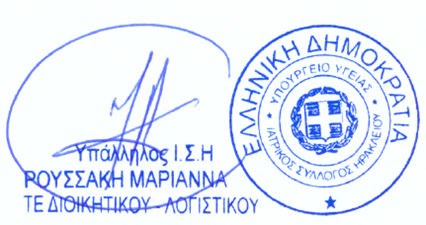 Υπάλληλος Ι.Σ.Η
ΡΟΥΣΣΑΚΗ ΜΑΡΙΑΝΝΑ
ΤΕ ΔΙΟΙΚΗΤΙΚΟΥ - ΛΟΓΙΣΤΙΚΟΥ
ΕΛΛΗΝΙΚΗ ΔΗΜΟΚΡΑΤΙΑ
ΥΠΟΥΡΓΕΙΟ ΥΓΕΙΑΣ
ΙΑΤΡΙΚΟΣ ΣΥΛΛΟΓΟΣ ΗΡΑΚΛΕΙΟΥ